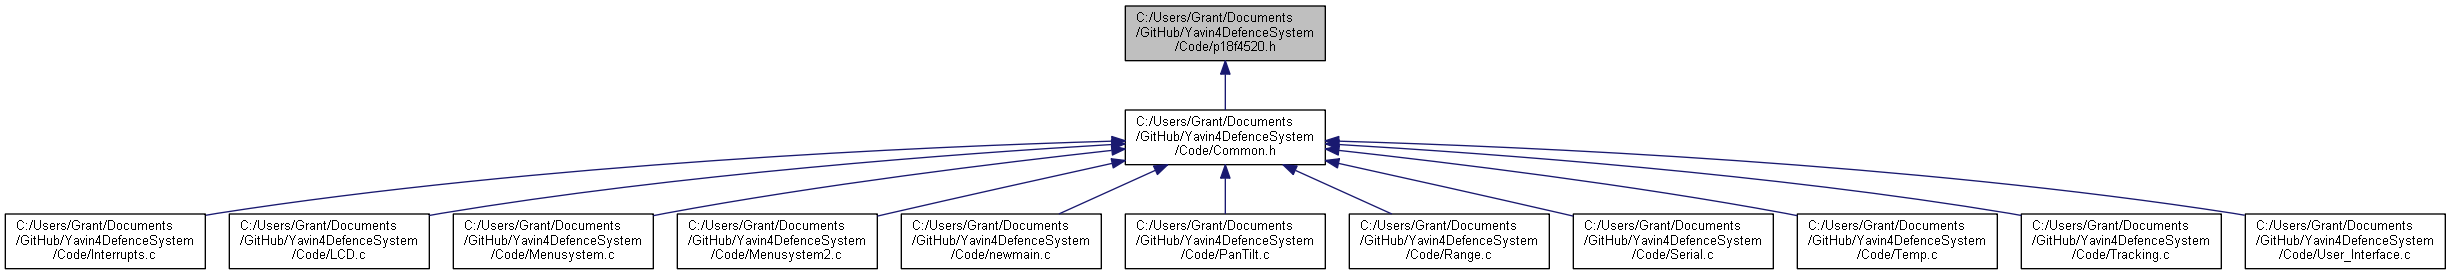 C:/Users/Grant/Documents
/GitHub/Yavin4DefenceSystem
/Code/p18f4520.h
C:/Users/Grant/Documents
/GitHub/Yavin4DefenceSystem
/Code/Common.h
C:/Users/Grant/Documents
/GitHub/Yavin4DefenceSystem
/Code/Interrupts.c
C:/Users/Grant/Documents
/GitHub/Yavin4DefenceSystem
/Code/LCD.c
C:/Users/Grant/Documents
/GitHub/Yavin4DefenceSystem
/Code/Menusystem.c
C:/Users/Grant/Documents
/GitHub/Yavin4DefenceSystem
/Code/Menusystem2.c
C:/Users/Grant/Documents
/GitHub/Yavin4DefenceSystem
/Code/newmain.c
C:/Users/Grant/Documents
/GitHub/Yavin4DefenceSystem
/Code/PanTilt.c
C:/Users/Grant/Documents
/GitHub/Yavin4DefenceSystem
/Code/Range.c
C:/Users/Grant/Documents
/GitHub/Yavin4DefenceSystem
/Code/Serial.c
C:/Users/Grant/Documents
/GitHub/Yavin4DefenceSystem
/Code/Temp.c
C:/Users/Grant/Documents
/GitHub/Yavin4DefenceSystem
/Code/Tracking.c
C:/Users/Grant/Documents
/GitHub/Yavin4DefenceSystem
/Code/User_Interface.c